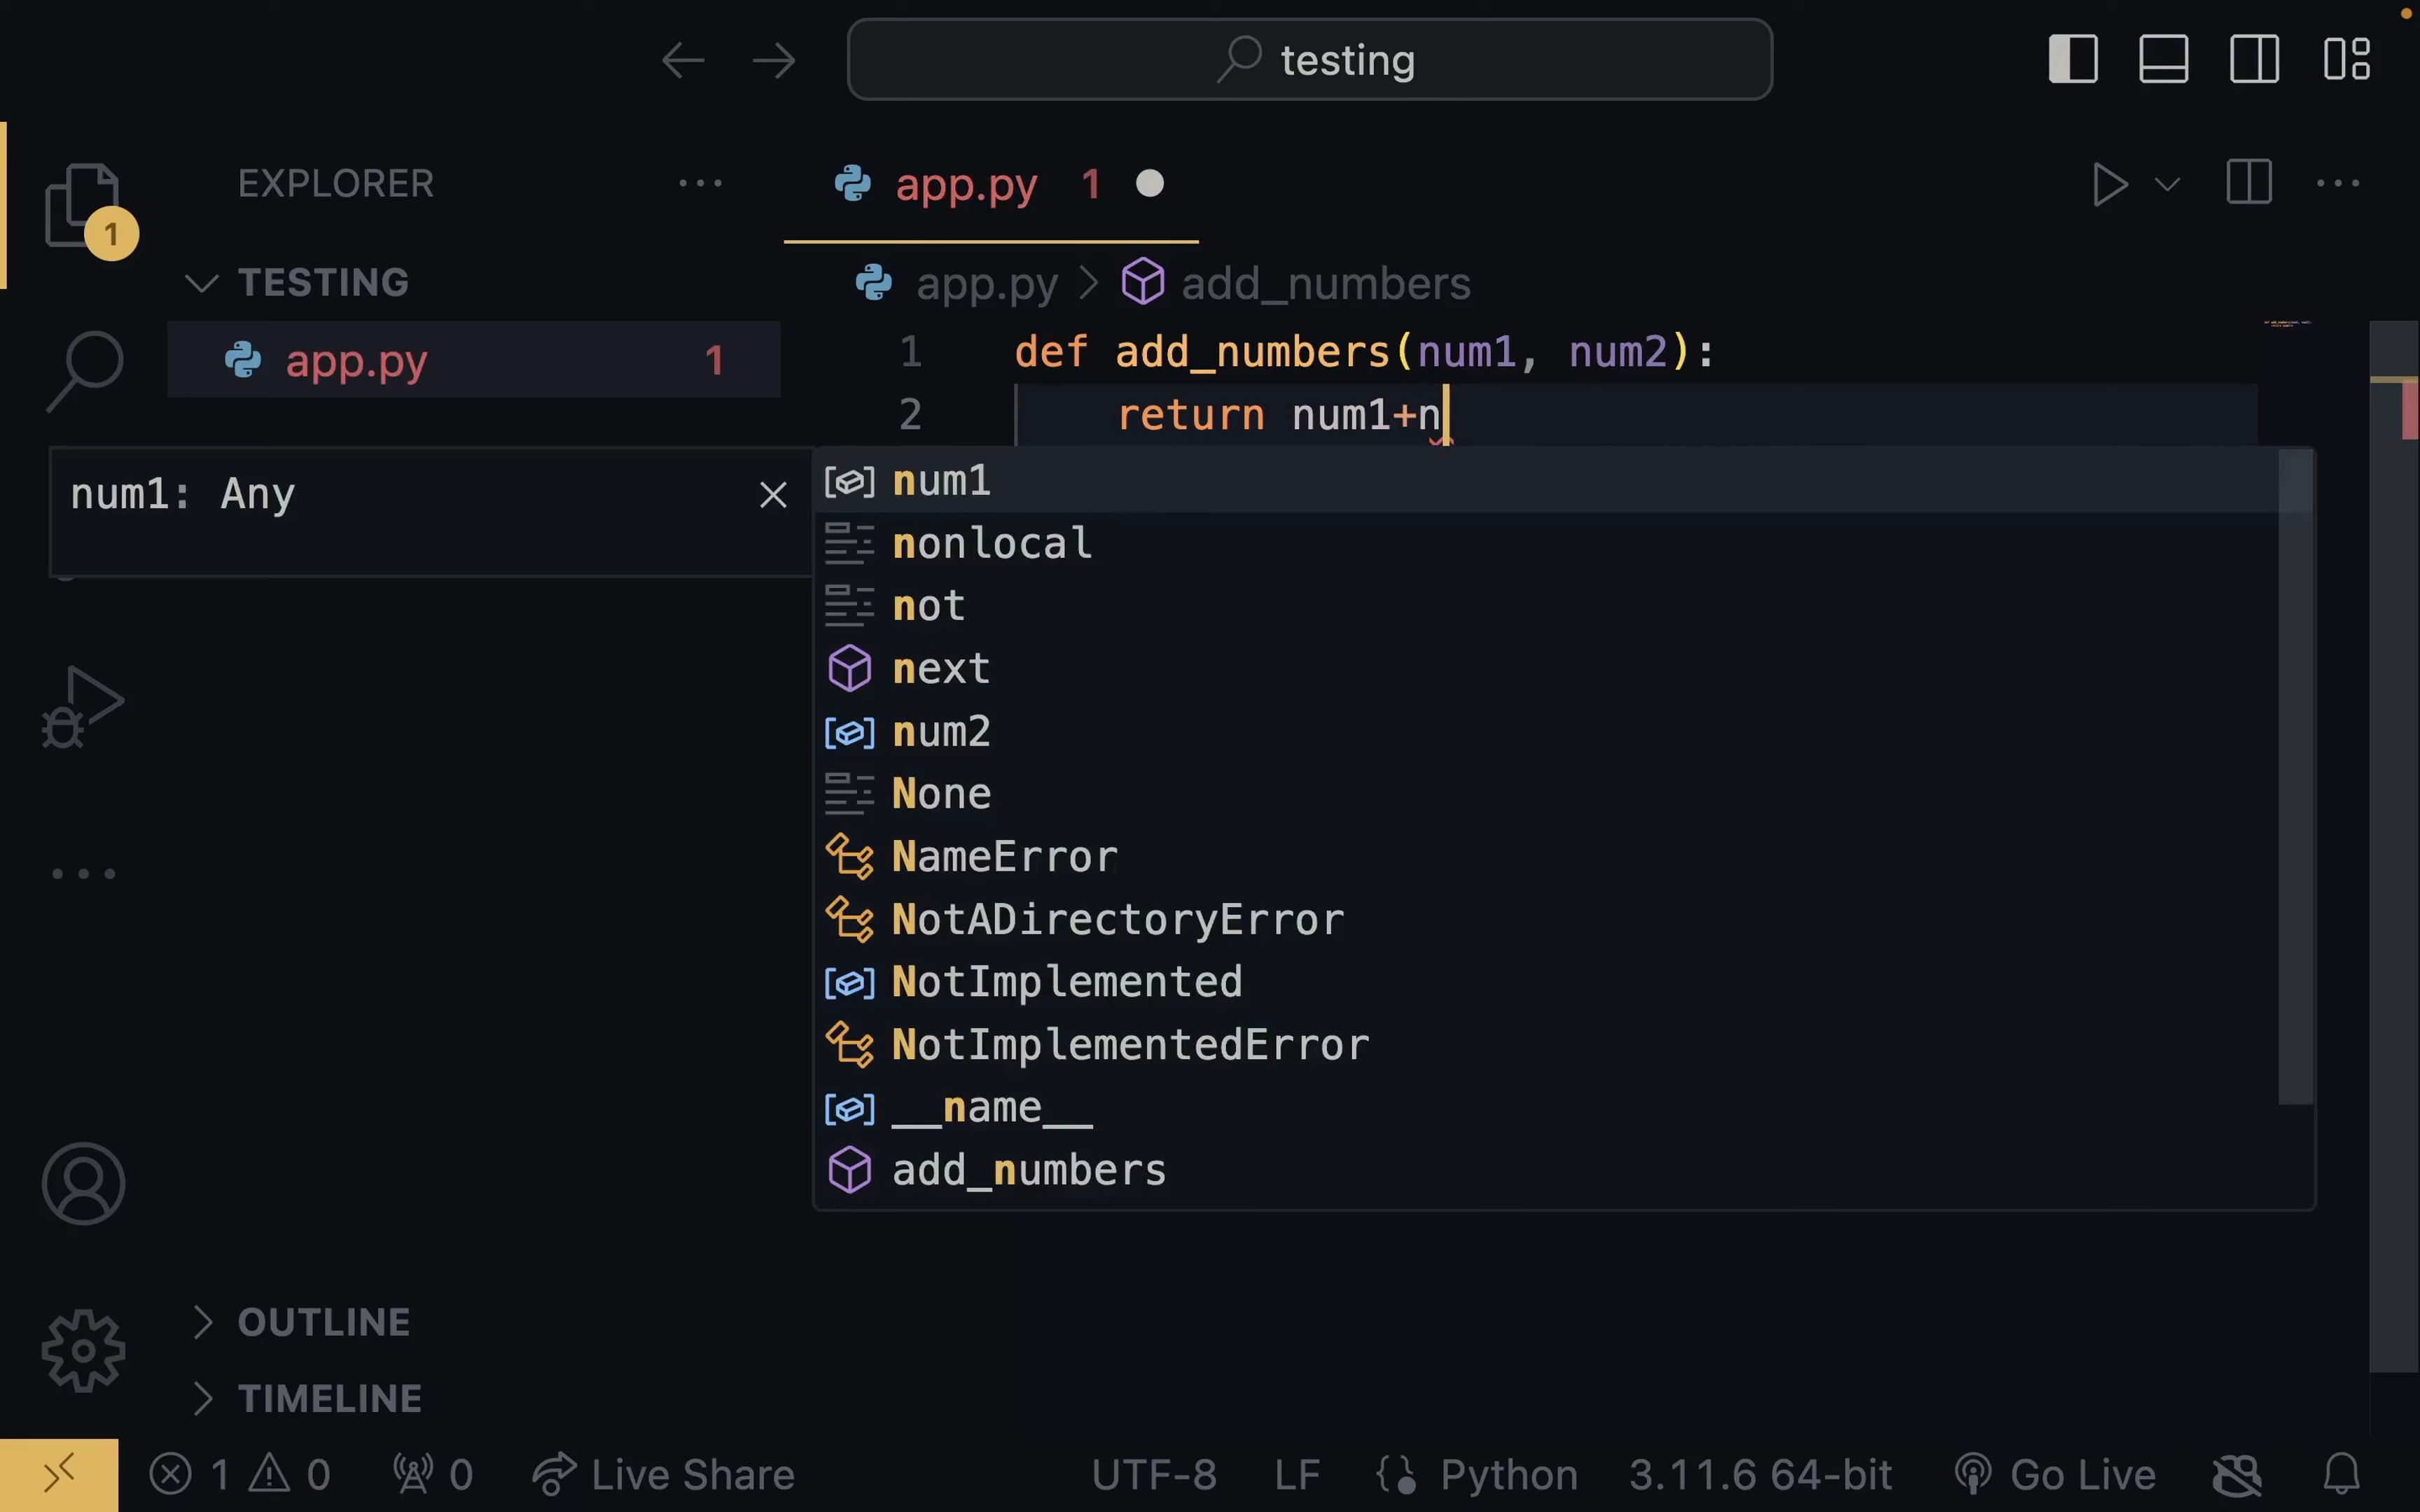 testing
EXPLORER
app.py 1
1
TESTING
app.py > add_numbers
app.py 1
1 def add_numbers(num1, num2):
2 return num1+n
num1: Any
num1
nonlocal
not
next
num2
None
NameError
NotADirectoryError
NotImplemented
NotImplementedError
__name__
add_numbers
OUTLINE
TIMELINE
1 0 0 Live Share UTF-8 LF Python 3.11.6 64-bit Go Live